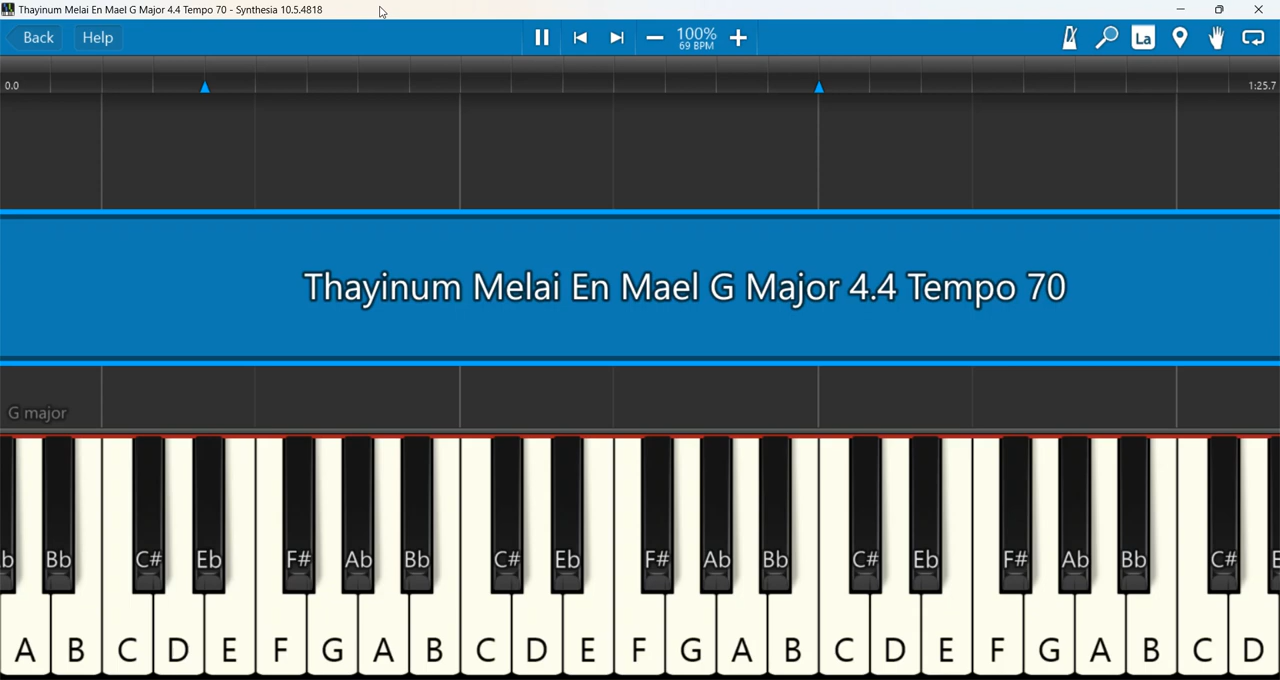 Thayinum Melai En Mael G Major 4.4 Tempo 70 - Synthesia 10.5.4818
Back Help 100% La
69 BPM
0.0 1:25.7
Thayinum Melai En Mael G Major 4.4 Tempo 70
G major
b Bb C# Eb F# Ab Bb C# Eb F# Ab Bb C# Eb F# Ab Bb C# E
A B C D E F G A B C D E F G A B C D E F G A B C D